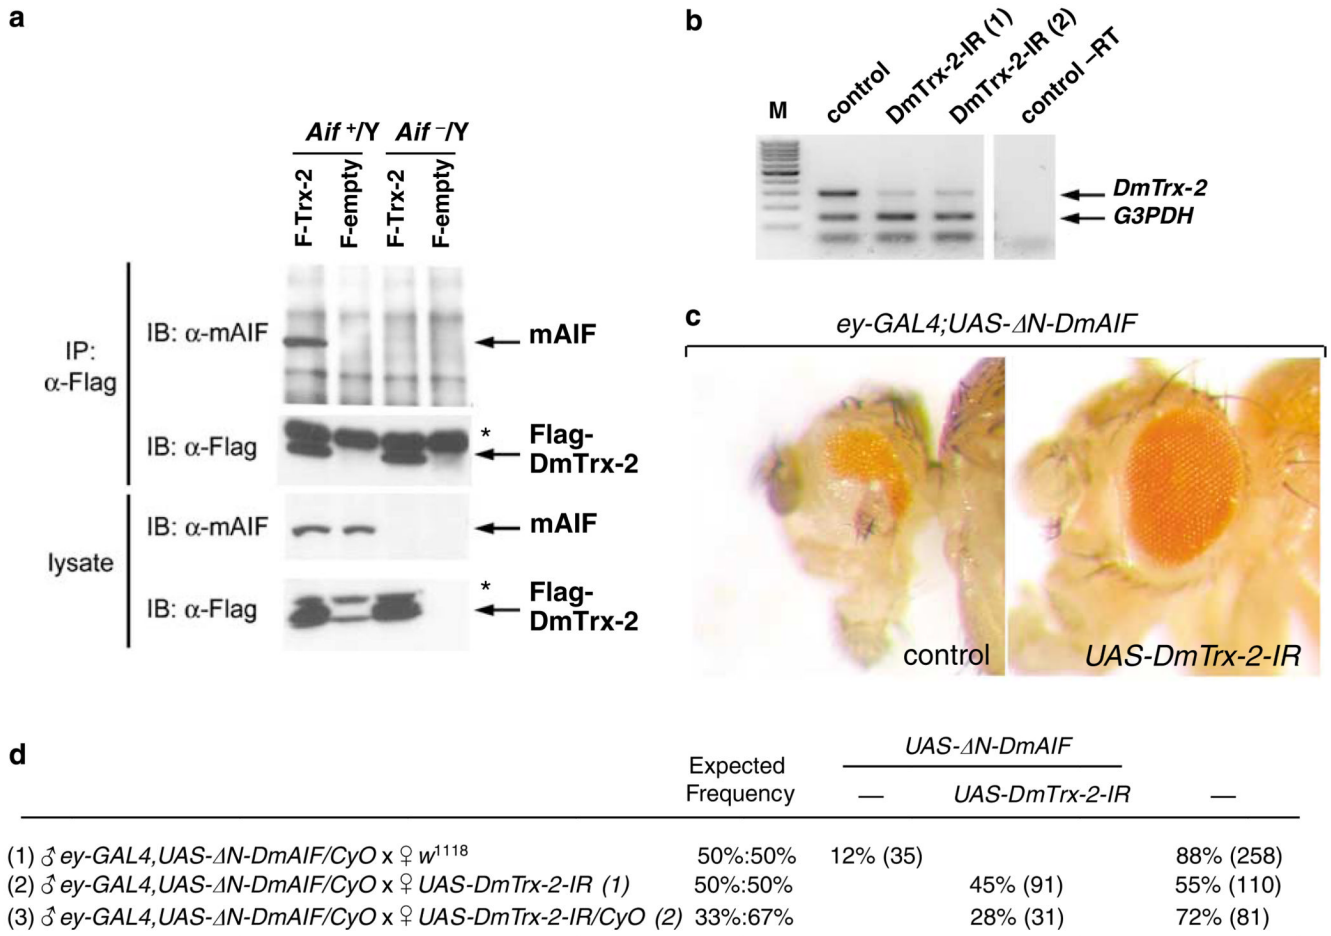 a
Aif +/Y Aif −/Y
F-Trx-2 F-empty F-Trx-2 F-empty
IP: α-Flag
IB: α-mAIF
mAIF
IB: α-Flag
*
Flag-DmTrx-2
lysate
IB: α-mAIF
mAIF
IB: α-Flag
*
Flag-DmTrx-2
b
M control DmTrx-2-IR (1) DmTrx-2-IR (2) control –RT
DmTrx-2
G3PDH
c
ey-GAL4;UAS-ΔN-DmAIF
control
UAS-DmTrx-2-IR
d
UAS-ΔN-DmAIF
Expected Frequency — UAS-DmTrx-2-IR —
(1) ♂ ey-GAL4,UAS-ΔN-DmAIF/CyO x ♀ w1118 50%:50% 12% (35) 88% (258)
(2) ♂ ey-GAL4,UAS-ΔN-DmAIF/CyO x ♀ UAS-DmTrx-2-IR (1) 50%:50% 45% (91) 55% (110)
(3) ♂ ey-GAL4,UAS-ΔN-DmAIF/CyO x ♀ UAS-DmTrx-2-IR/CyO (2) 33%:67% 28% (31) 72% (81)